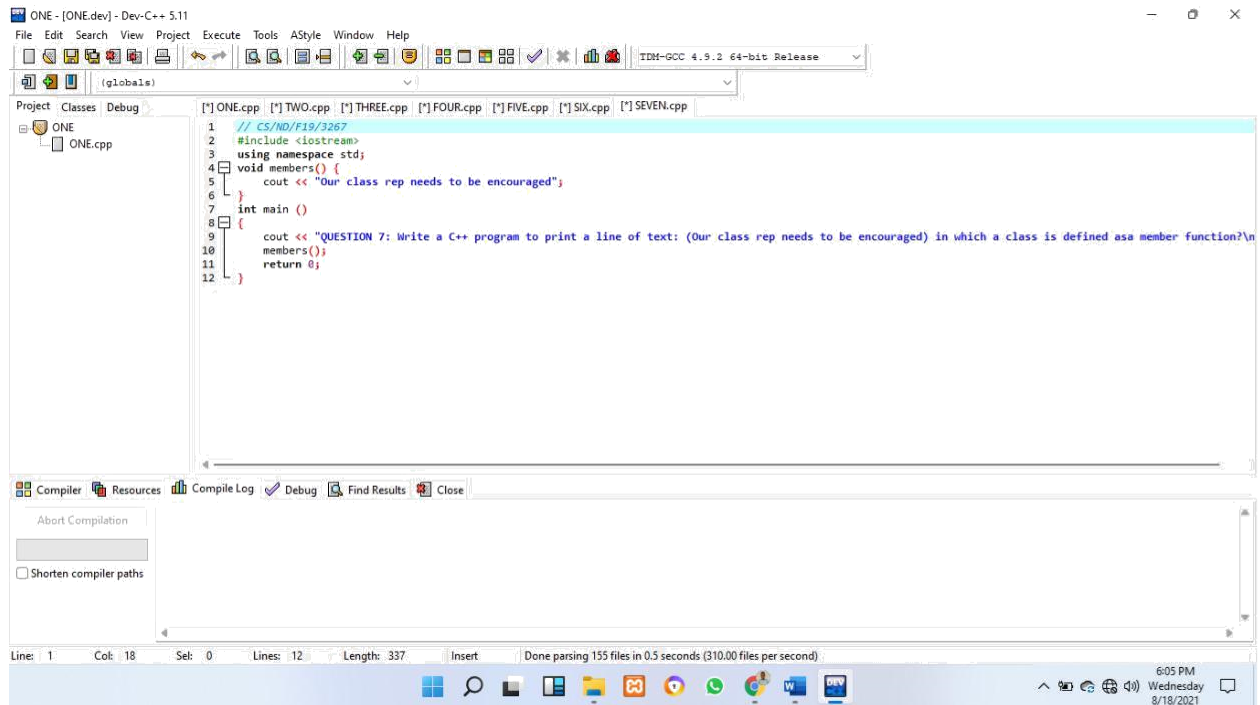 ONE - [ONE.dev] - Dev-C++ 5.11
File Edit Search View Project Execute Tools AStyle Window Help
TDM-GCC 4.9.2 64-bit Release
(globals)
Project Classes Debug
[*] ONE.cpp [*] TWO.cpp [*] THREE.cpp [*] FOUR.cpp [*] FIVE.cpp [*] SIX.cpp [*] SEVEN.cpp
ONE
ONE.cpp
1 // CS/ND/F19/3267
2 #include <iostream>
3 using namespace std;
4 void members() {
5 cout << "Our class rep needs to be encouraged";
6 }
7 int main ()
8 {
9 cout << "QUESTION 7: Write a C++ program to print a line of text: (Our class rep needs to be encouraged) in which a class is defined asa member function?\n
10 members();
11 return 0;
12 }
Compiler Resources Compile Log Debug Find Results Close
Abort Compilation
Shorten compiler paths
Line: 1 Col: 18 Sel: 0 Lines: 12 Length: 337 Insert Done parsing 155 files in 0.5 seconds (310.00 files per second)
DEV
6:05 PM
Wednesday
8/18/2021